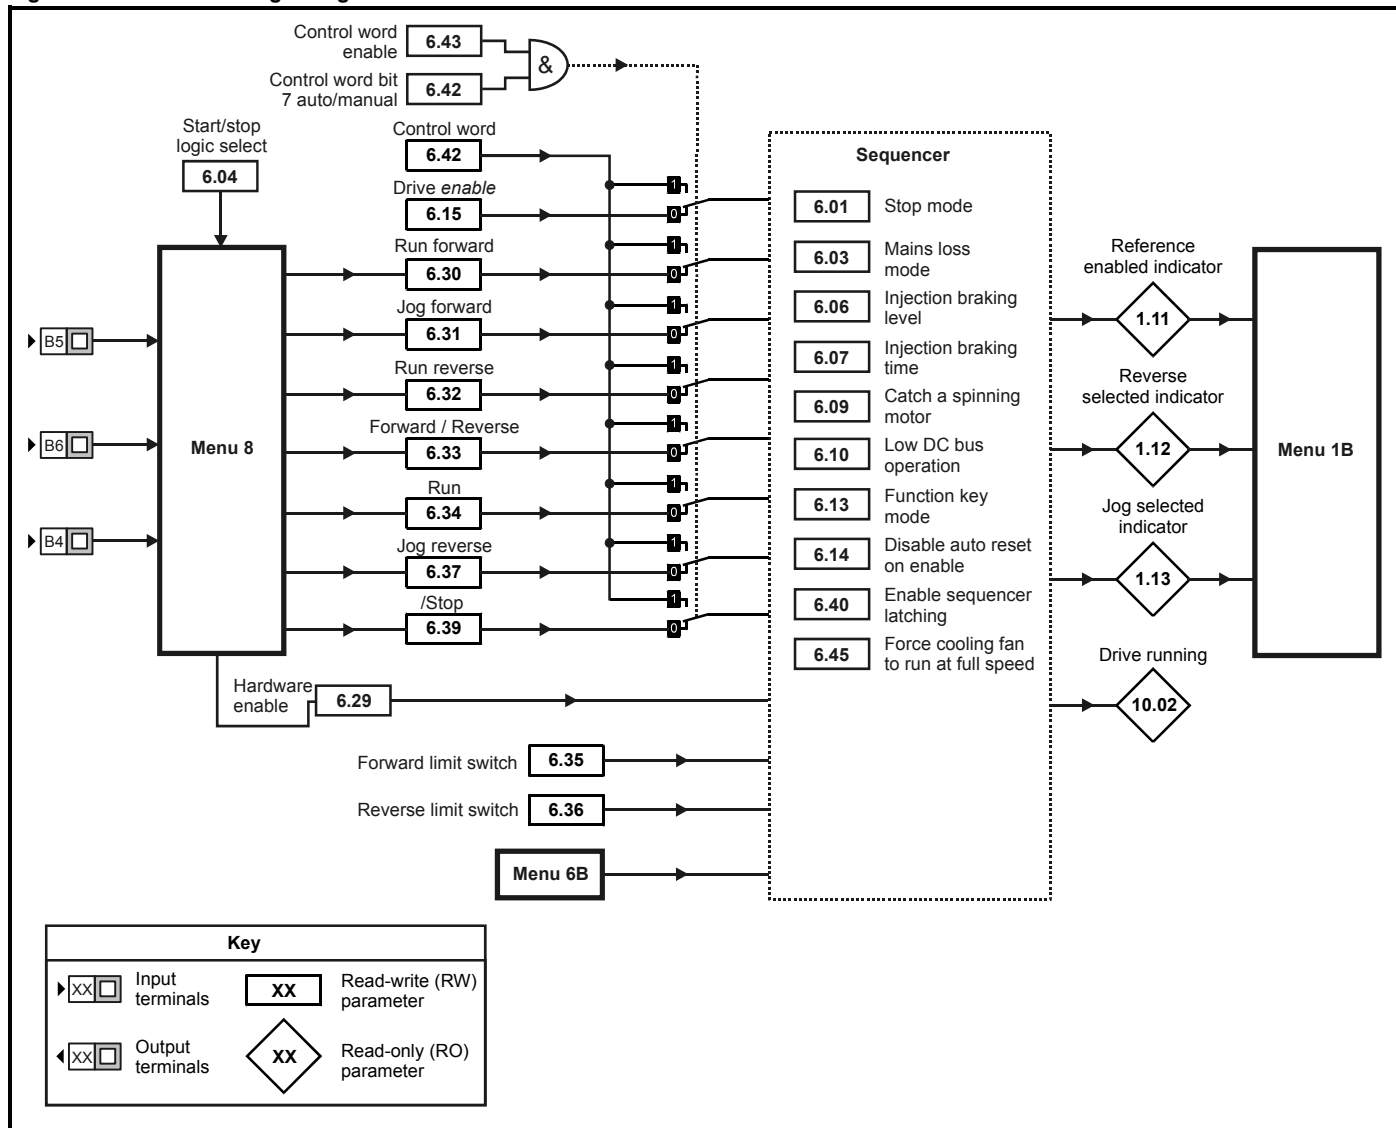 Control word
enable
6.43
&
Control word bit
7 auto/manual
6.42
Start/stop
logic select
6.04
Control word
6.42
Drive enable
6.15
Run forward
6.30
Jog forward
6.31
Run reverse
6.32
Forward / Reverse
6.33
Run
6.34
Jog reverse
6.37
/Stop
6.39
1
0
1
0
1
0
1
0
1
0
1
0
1
0
1
0
B5
B6
B4
Menu 8
Hardware
enable
6.29
Forward limit switch
6.35
Reverse limit switch
6.36
Menu 6B
Sequencer
6.01
Stop mode
6.03
Mains loss
mode
6.06
Injection braking
level
6.07
Injection braking
time
6.09
Catch a spinning
motor
6.10
Low DC bus
operation
6.13
Function key
mode
6.14
Disable auto reset
on enable
6.40
Enable sequencer
latching
6.45
Force cooling fan
to run at full speed
Reference
enabled indicator
1.11
Reverse
selected indicator
1.12
Jog selected
indicator
1.13
Drive running
10.02
Menu 1B
Key
XX
Input
terminals
XX
Read-write (RW)
parameter
XX
Output
terminals
XX
Read-only (RO)
parameter